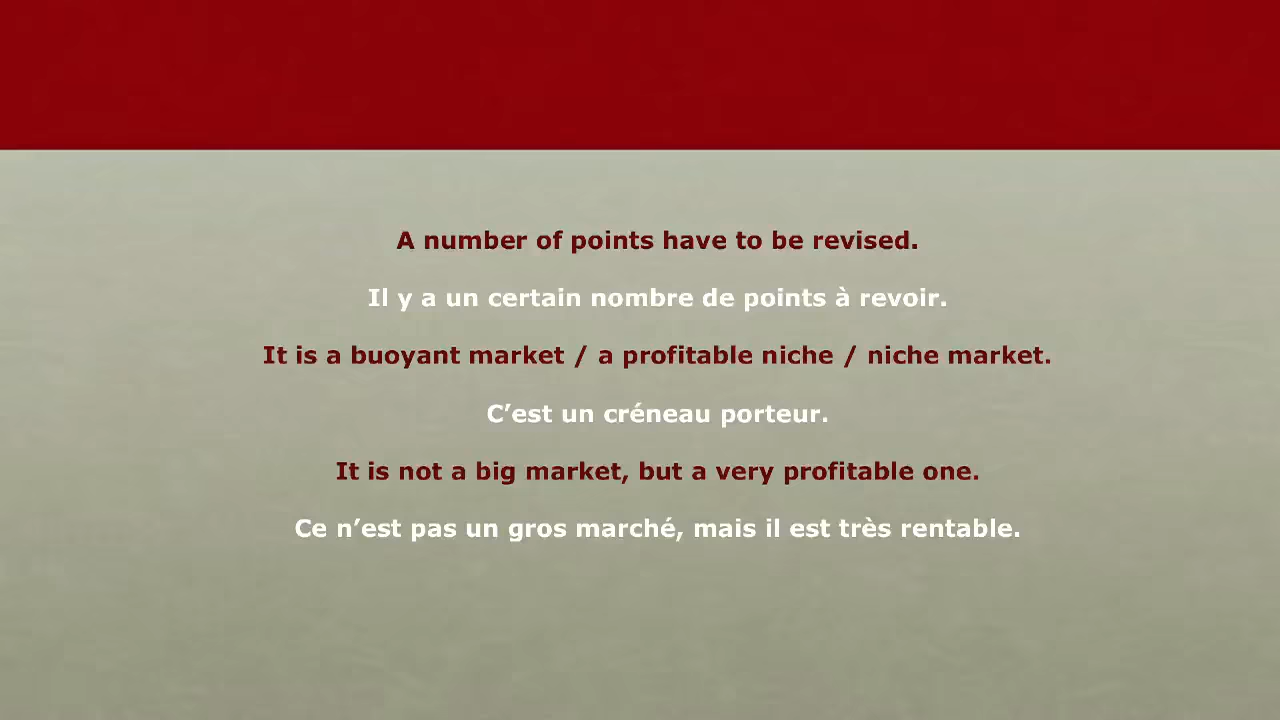 A number of points have to be revised.
Il y a un certain nombre de points à revoir.
It is a buoyant market / a profitable niche / niche market.
C’est un créneau porteur.
It is not a big market, but a very profitable one.
Ce n’est pas un gros marché, mais il est très rentable.